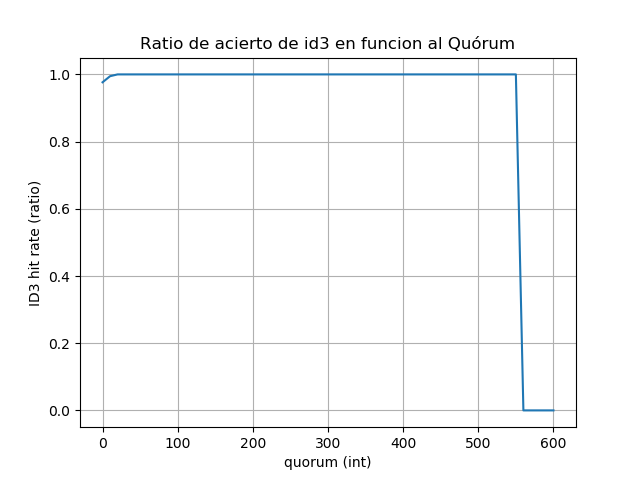 Ratio de acierto de id3 en funcion al Quórum
1.0
0.8
0.6
0.4
0.2
0.0
ID3 hit rate (ratio)
0 100 200 300 400 500 600
quorum (int)